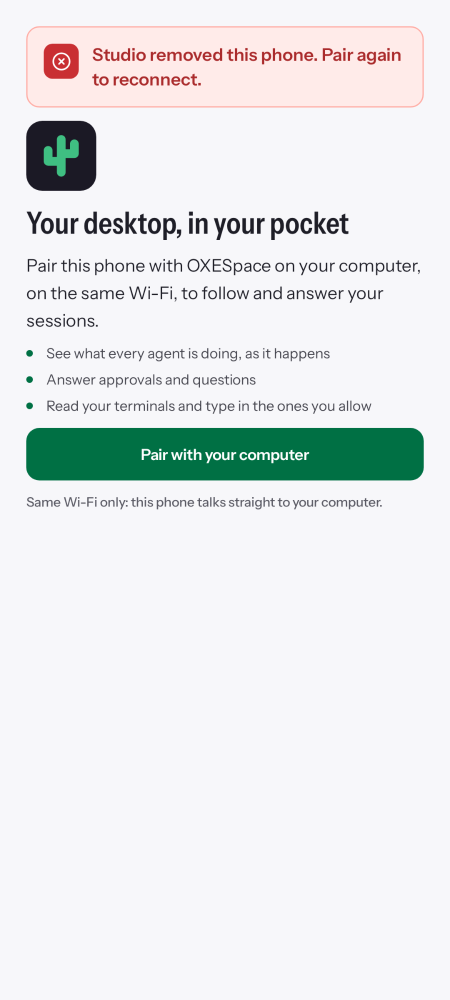 Studio removed this phone. Pair again
to reconnect.
Your desktop, in your pocket
Pair this phone with OXESpace on your computer,
on the same Wi-Fi, to follow and answer your
sessions.
See what every agent is doing, as it happens
Answer approvals and questions
Read your terminals and type in the ones you allow
Pair with your computer
Same Wi-Fi only: this phone talks straight to your computer.